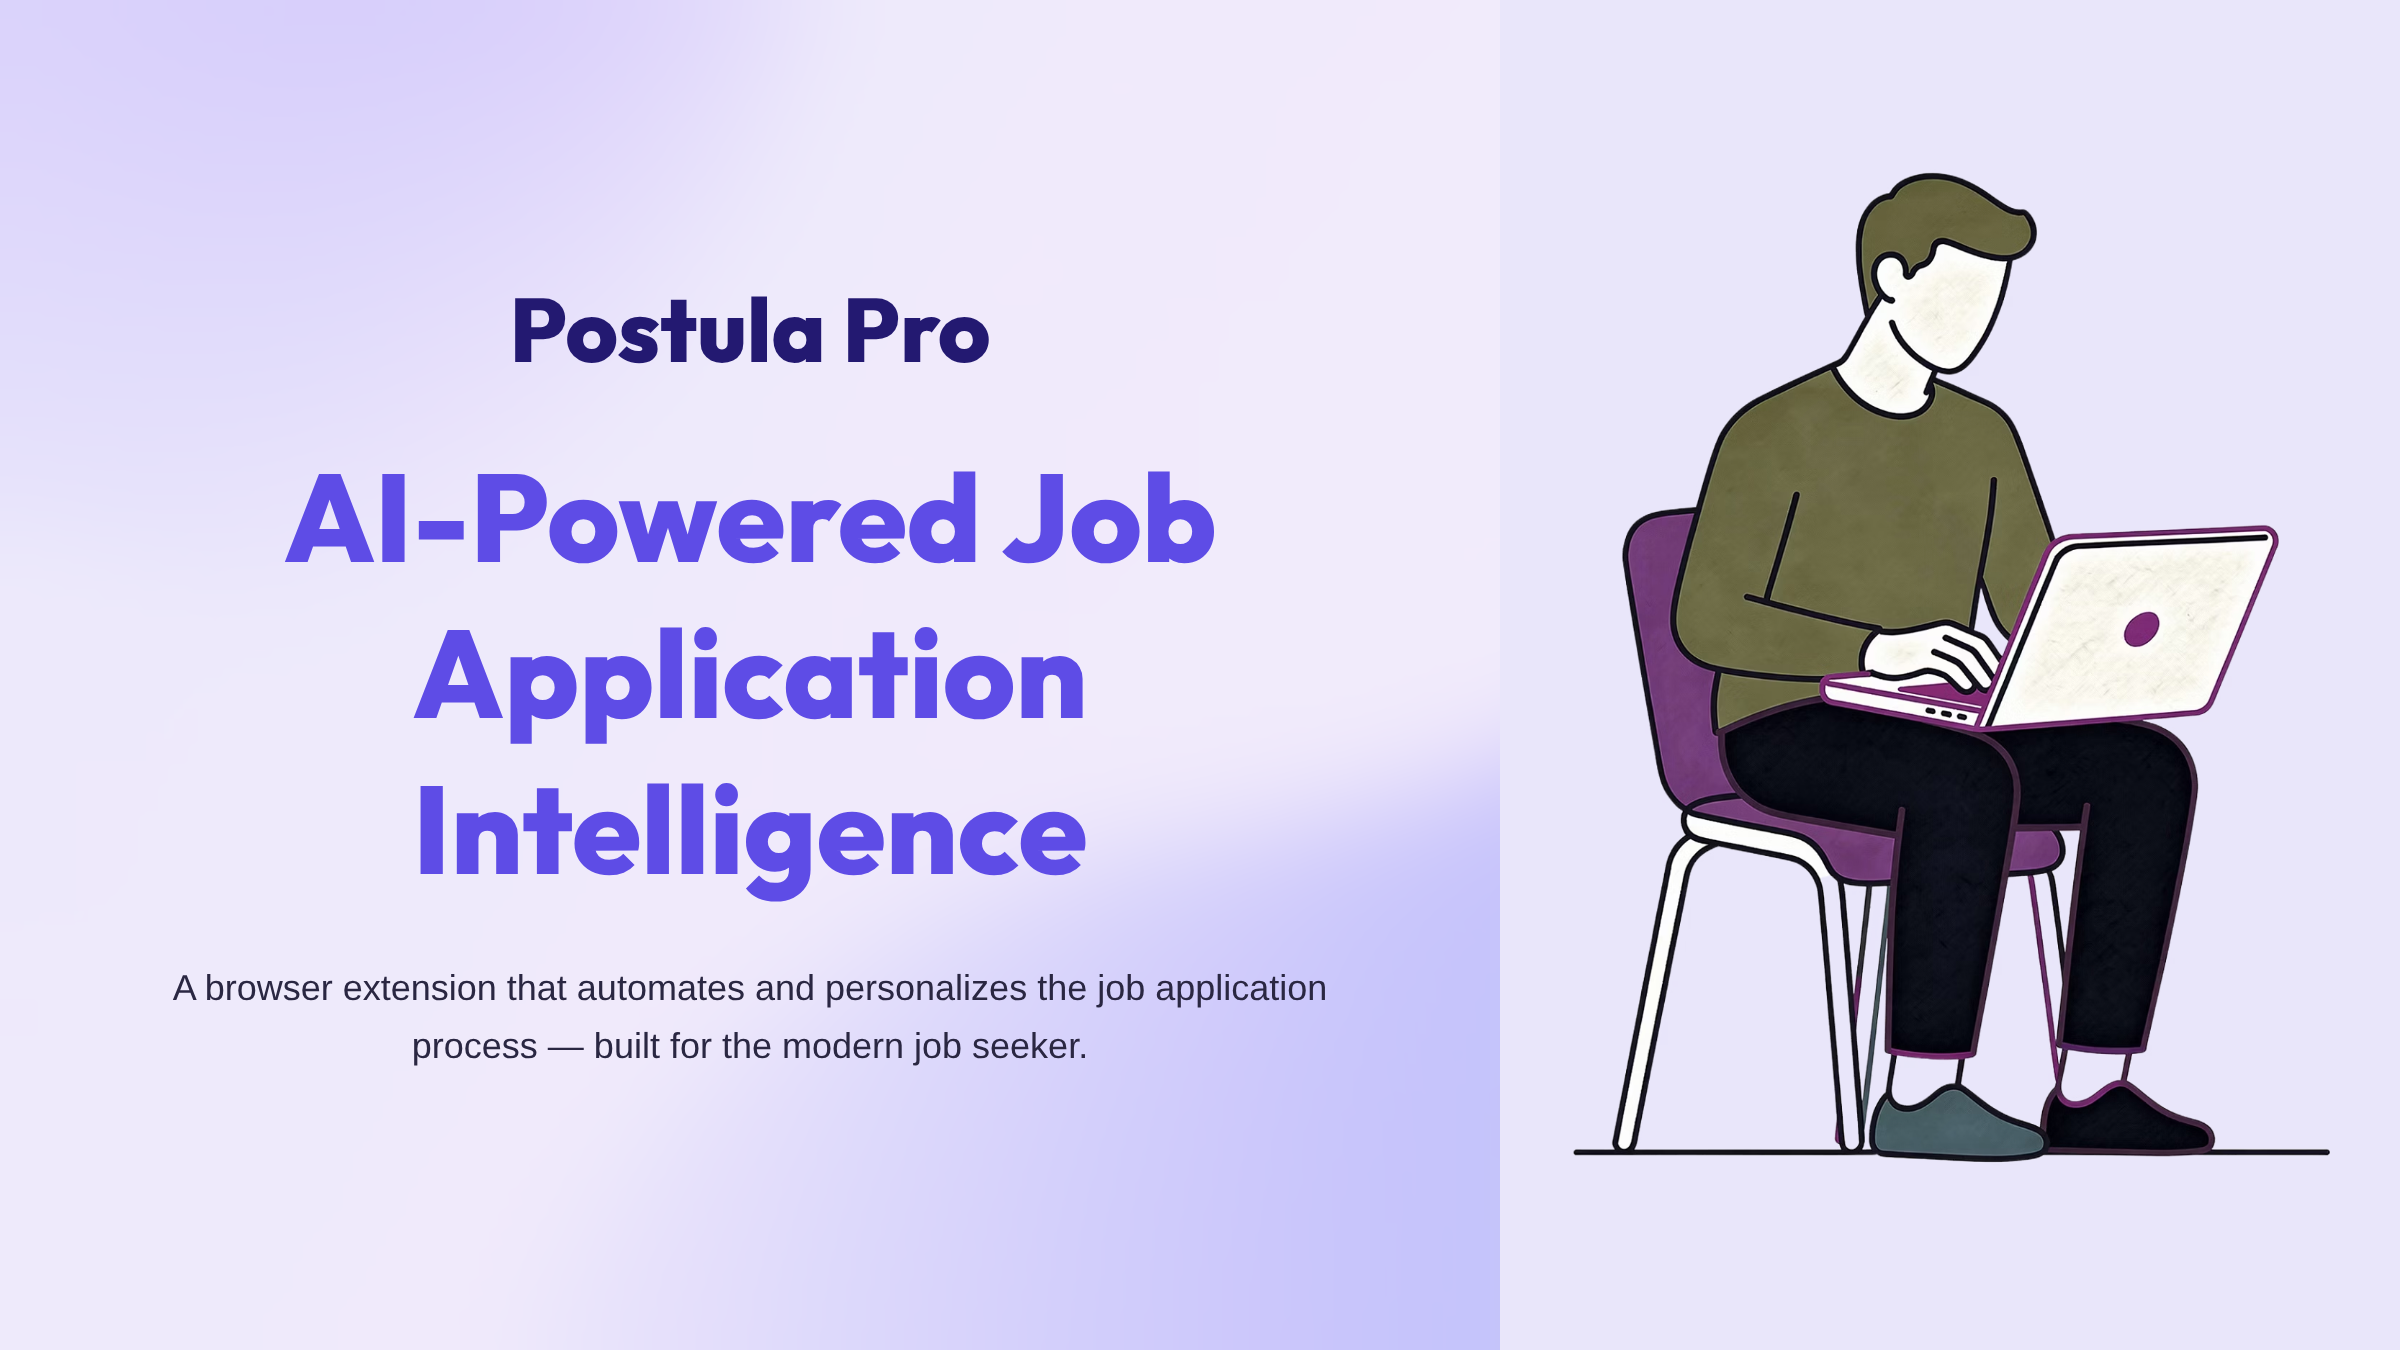 Postula Pro
AI-Powered Job
Application
Intelligence
A browser extension that automates and personalizes the job application
process — built for the modern job seeker.